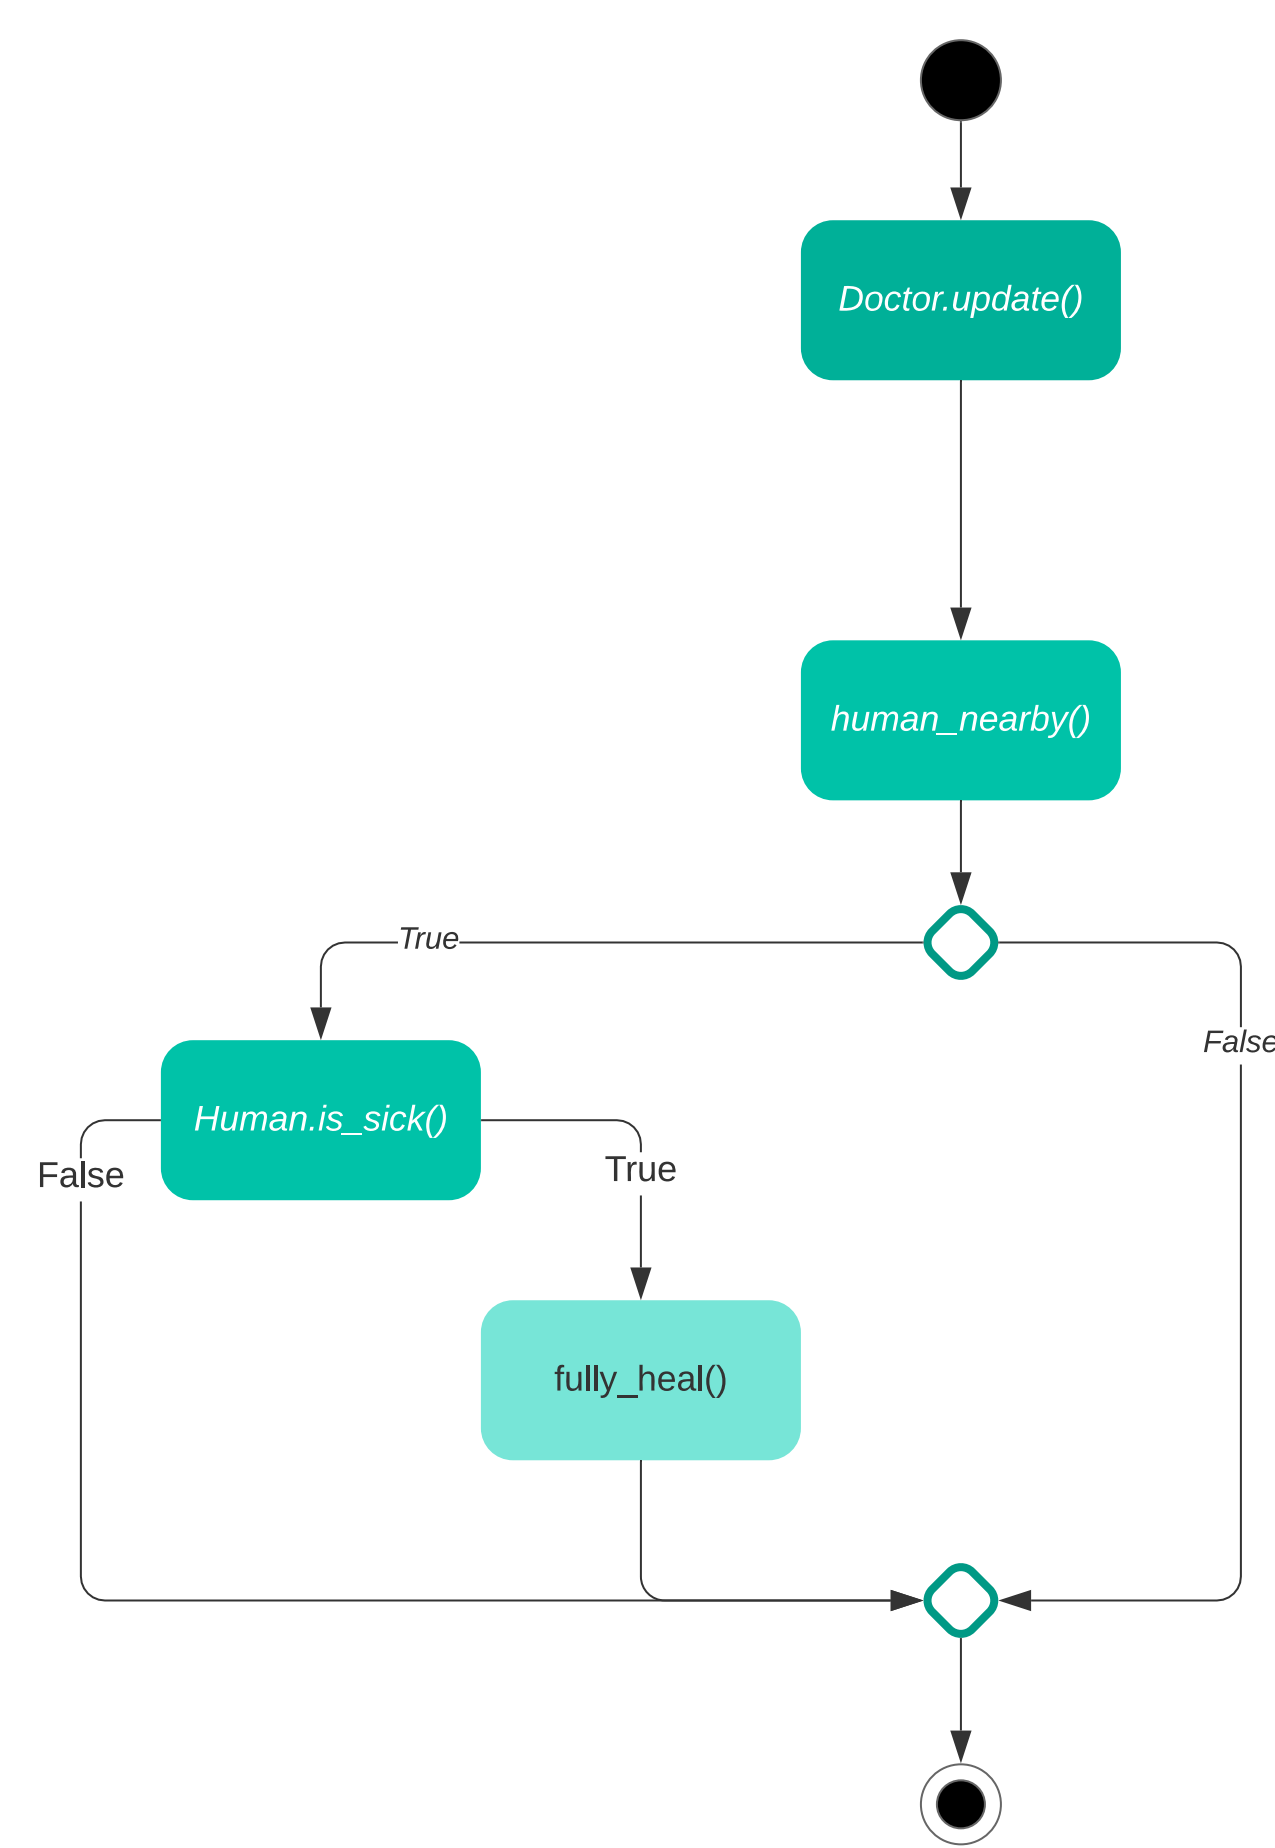 Doctor.update()
human_nearby()
True
False
Human.is_sick()
False
True
fully_heal()